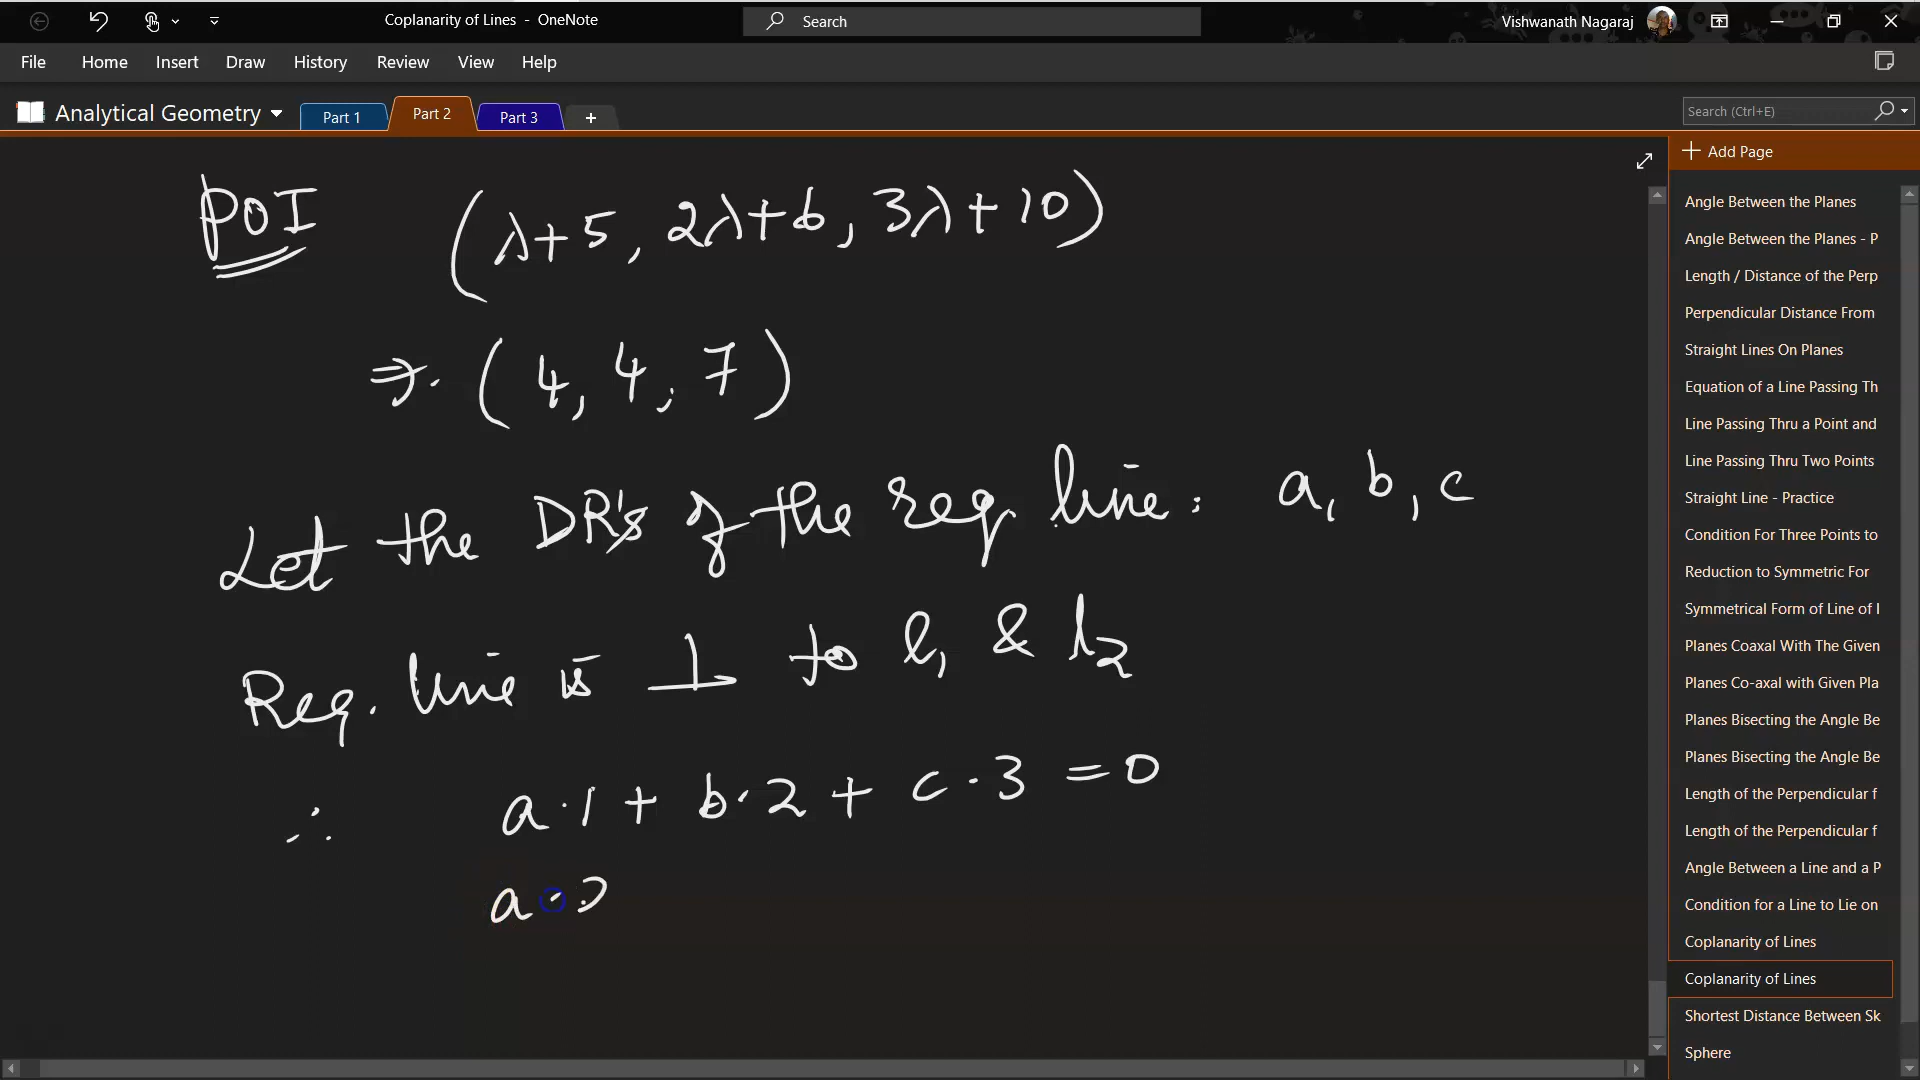 Coplanarity of Lines - OneNote
Search
Vishwanath Nagaraj
File Home Insert Draw History Review View Help
Analytical Geometry Part 1 Part 2 Part 3 +
Search (Ctrl+E)
Add Page
POI (λ+5, 2λ+6, 3λ+10)
⇒. (4, 4, 7)
Let the DR's of the req line: a, b, c
Req. line is ⊥ to l₁ & l₂
∴ a·1 + b·2 + c·3 = 0
a·2
Angle Between the Planes
Angle Between the Planes - P
Length / Distance of the Perp
Perpendicular Distance From
Straight Lines On Planes
Equation of a Line Passing Th
Line Passing Thru a Point and
Line Passing Thru Two Points
Straight Line - Practice
Condition For Three Points to
Reduction to Symmetric For
Symmetrical Form of Line of I
Planes Coaxal With The Given
Planes Co-axal with Given Pla
Planes Bisecting the Angle Be
Planes Bisecting the Angle Be
Length of the Perpendicular f
Length of the Perpendicular f
Angle Between a Line and a P
Condition for a Line to Lie on
Coplanarity of Lines
Coplanarity of Lines
Shortest Distance Between Sk
Sphere